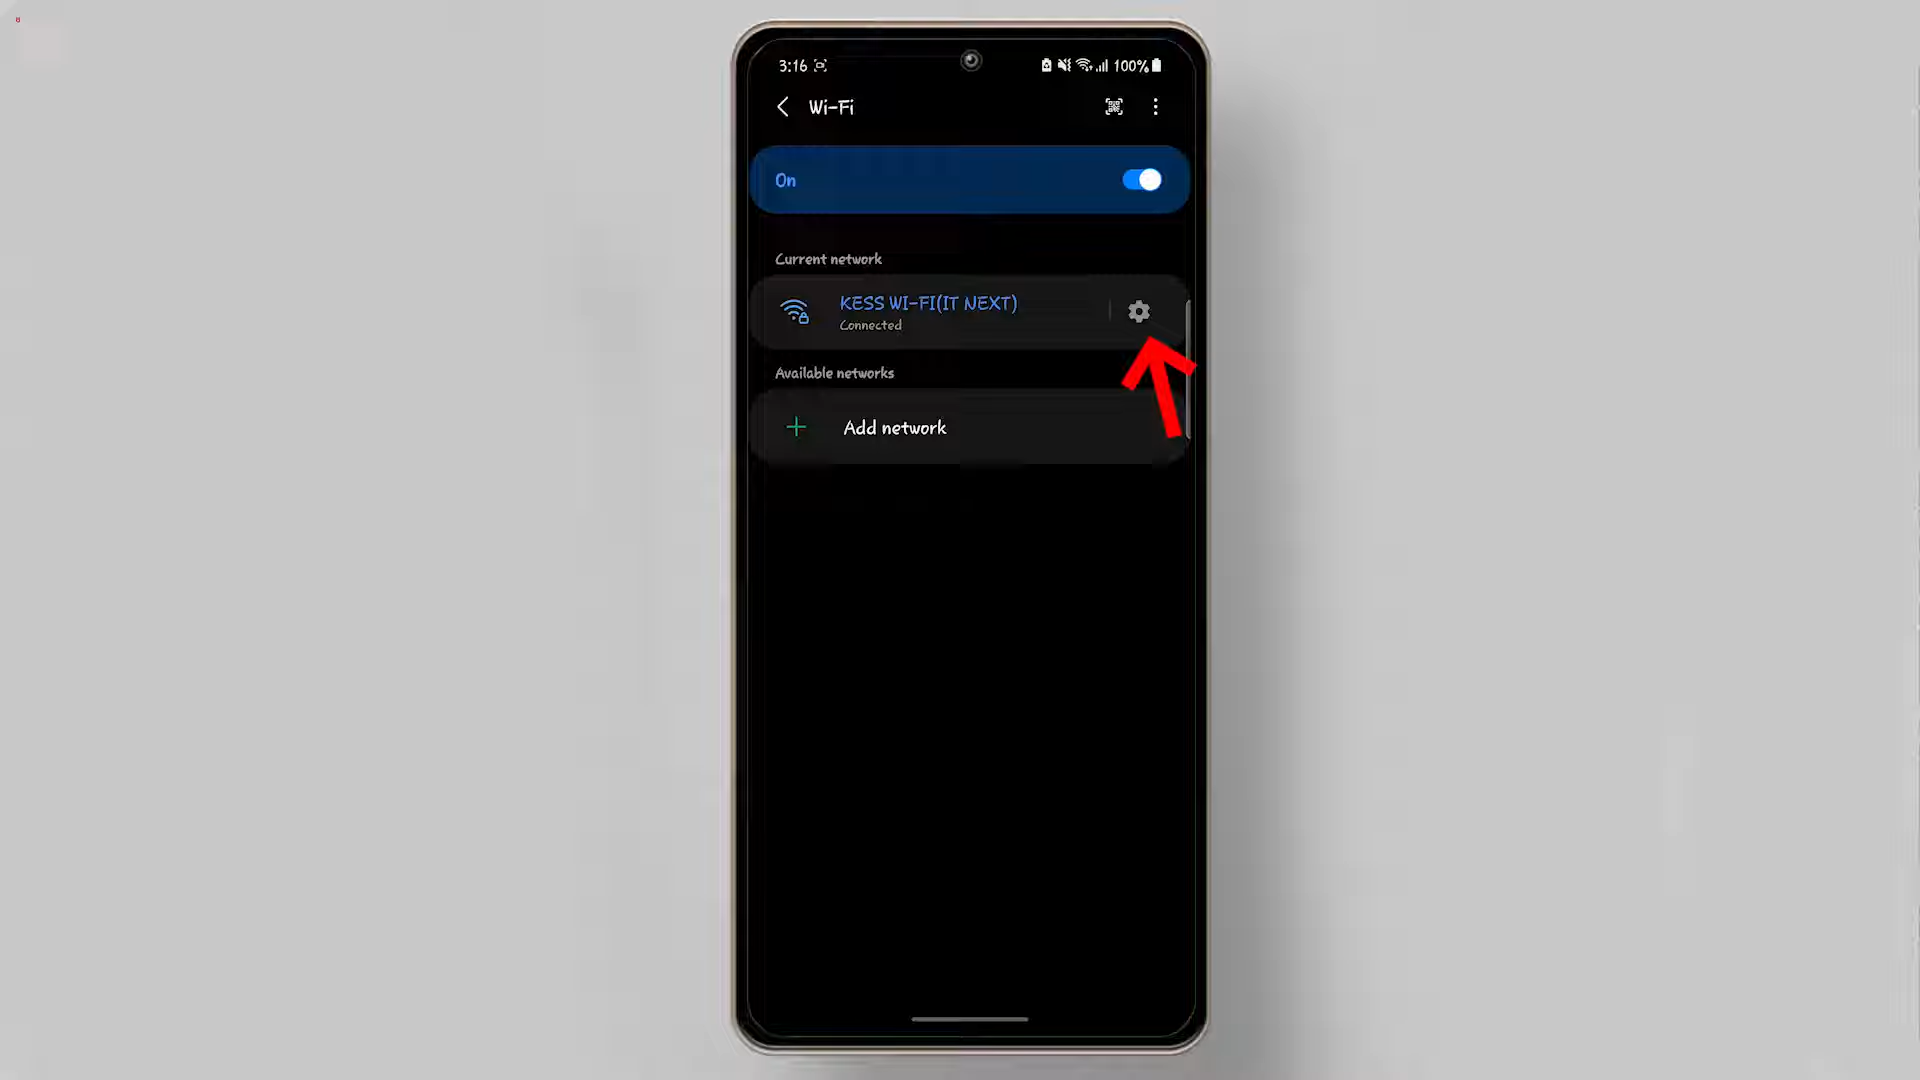 3:16
100%
Wi-Fi
On
Current network
KESS WI-FI(IT NEXT)
Connected
Available networks
Add network